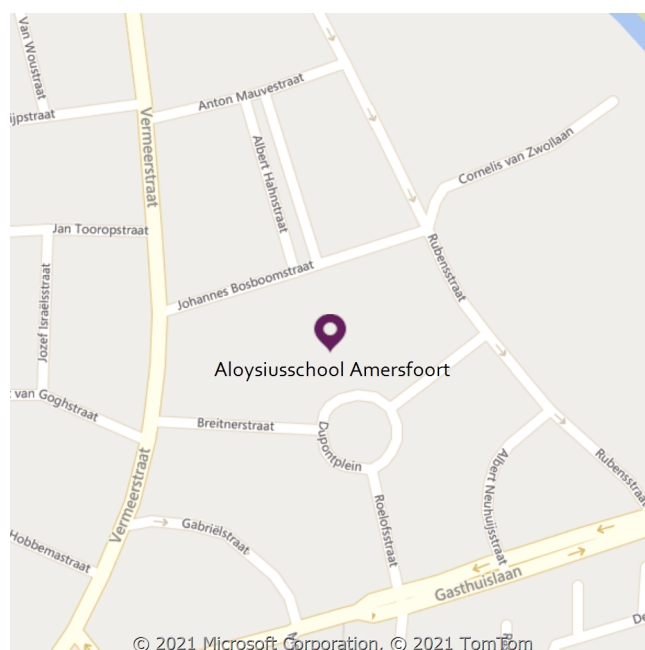 Van Woustraat
ijpstraat
Vermeerstraat
Anton Mauvestraat
Albert Hahnstraat
Cornelis van Zwollaan
Jan Tooropstraat
Jozef Israëlsstraat
Johannes Bosboomstraat
Rubensstraat
Aloysiusschool Amersfoort
t van Goghstraat
Breitnerstraat
Dupontplein
Vermeerstraat
Gabriëlstraat
Hobbemastraat
Roelofsstraat
Albert Neuhuijsstraat
Rubensstraat
Gasthuislaan
De
© 2021 Microsoft Corporation, © 2021 TomTom